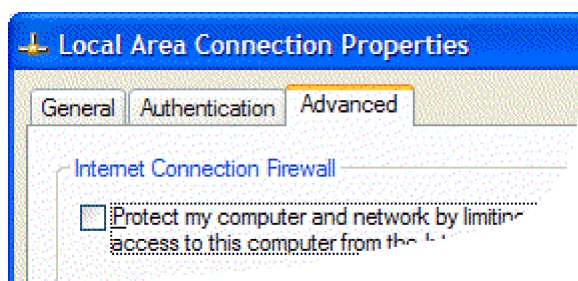 Local Area Connection Properties
General Authentication Advanced
Internet Connection Firewall
Protect my computer and network by limiting
access to this computer from the